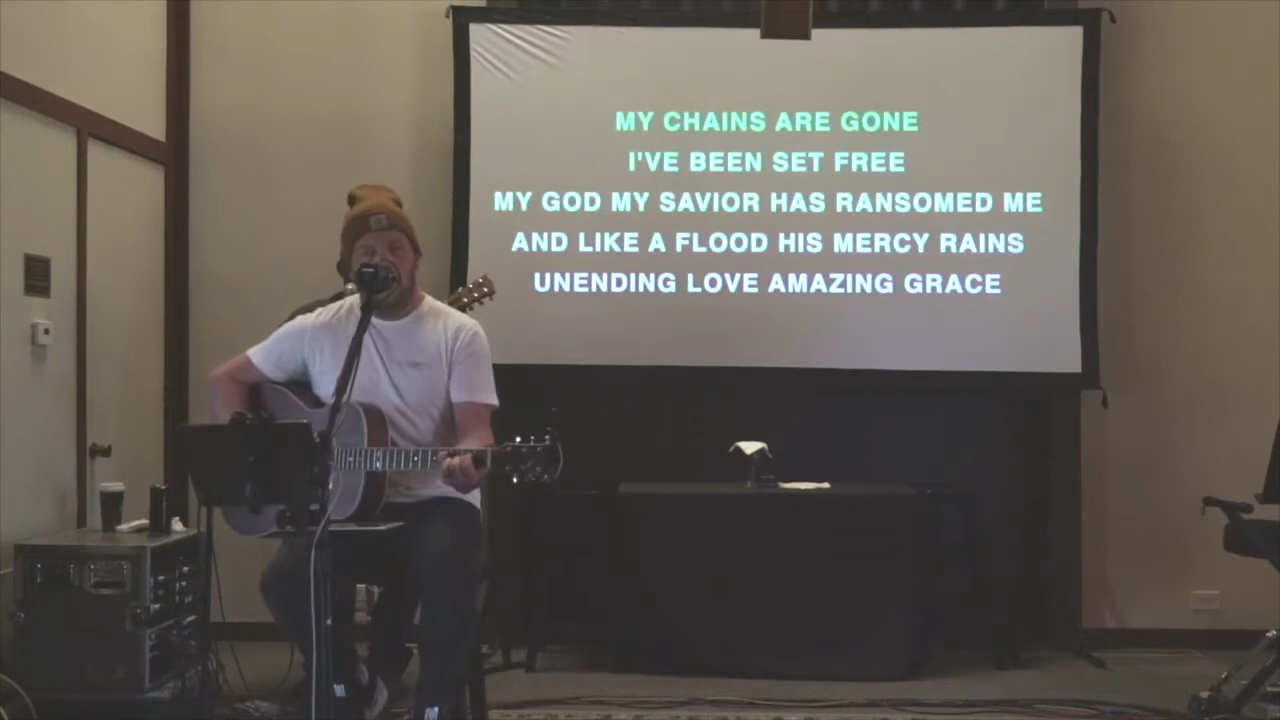 MY CHAINS ARE GONE
I'VE BEEN SET FREE
MY GOD MY SAVIOR HAS RANSOMED ME
AND LIKE A FLOOD HIS MERCY RAINS
UNENDING LOVE AMAZING GRACE